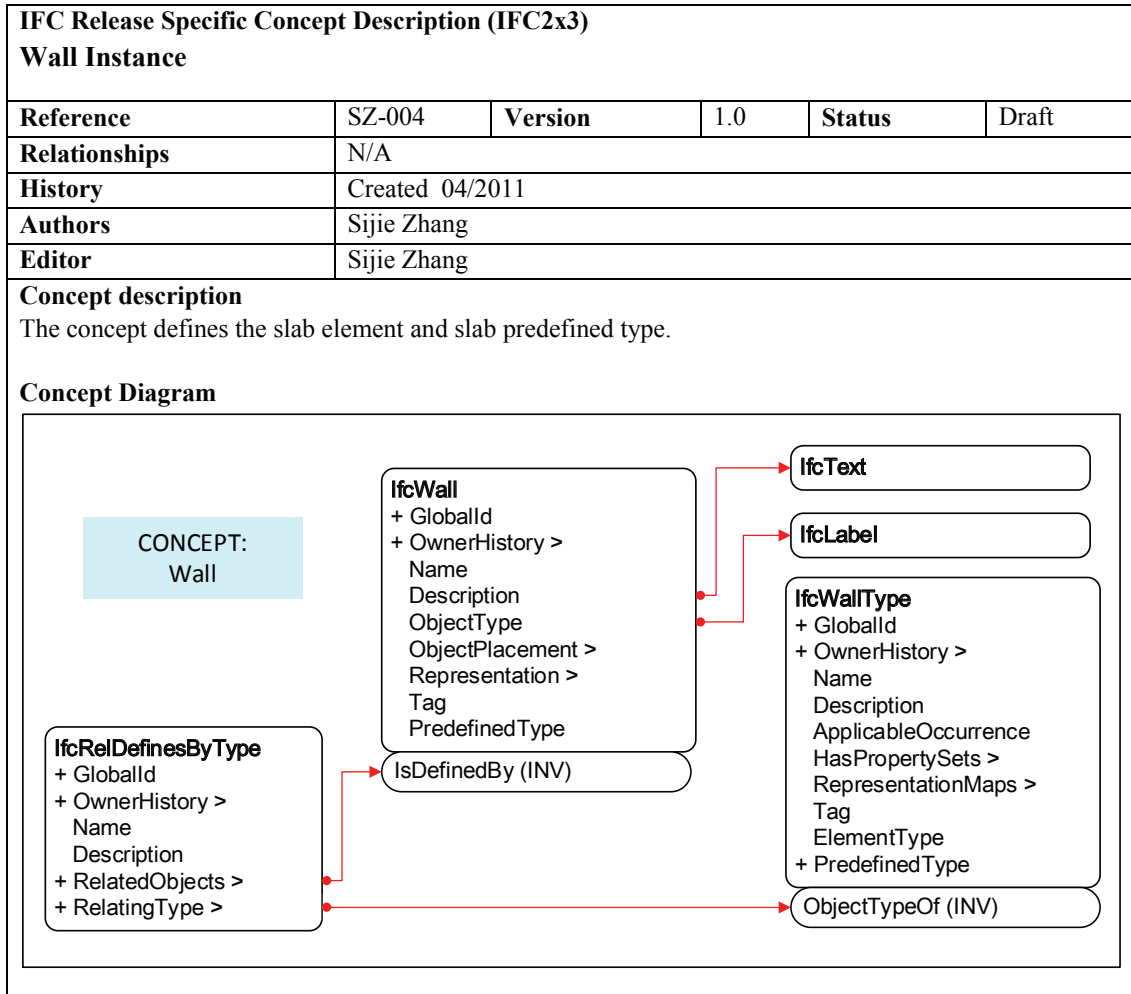 IFC Release Specific Concept Description (IFC2x3)
Wall Instance
Reference SZ-004 Version 1.0 Status Draft
Relationships N/A
History Created 04/2011
Authors Sijie Zhang
Editor Sijie Zhang
Concept description
The concept defines the slab element and slab predefined type.
Concept Diagram
CONCEPT:
Wall
IfcWall
+ GlobalId
+ OwnerHistory >
Name
Description
ObjectType
ObjectPlacement >
Representation >
Tag
PredefinedType
IsDefinedBy (INV)
IfcText
IfcLabel
IfcWallType
+ GlobalId
+ OwnerHistory >
Name
Description
ApplicableOccurrence
HasPropertySets >
RepresentationMaps >
Tag
ElementType
+ PredefinedType
ObjectTypeOf (INV)
IfcRelDefinesByType
+ GlobalId
+ OwnerHistory >
Name
Description
+ RelatedObjects >
+ RelatingType >